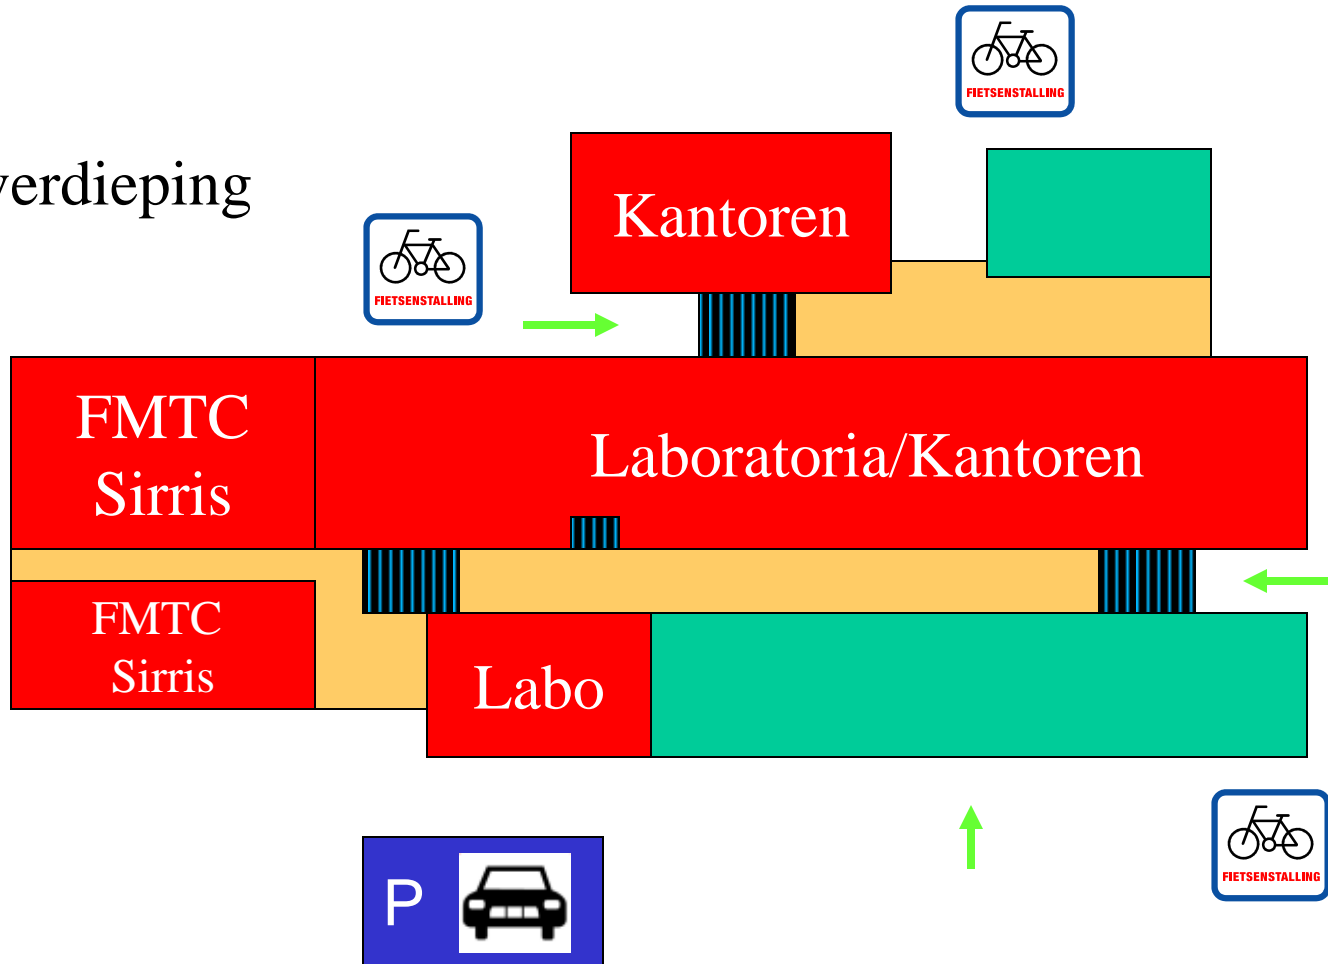 FIETSENSTALLING
verdieping
Kantoren
FIETSENSTALLING
FMTC
Sirris
Laboratoria/Kantoren
FMTC
Sirris
Labo
P
FIETSENSTALLING